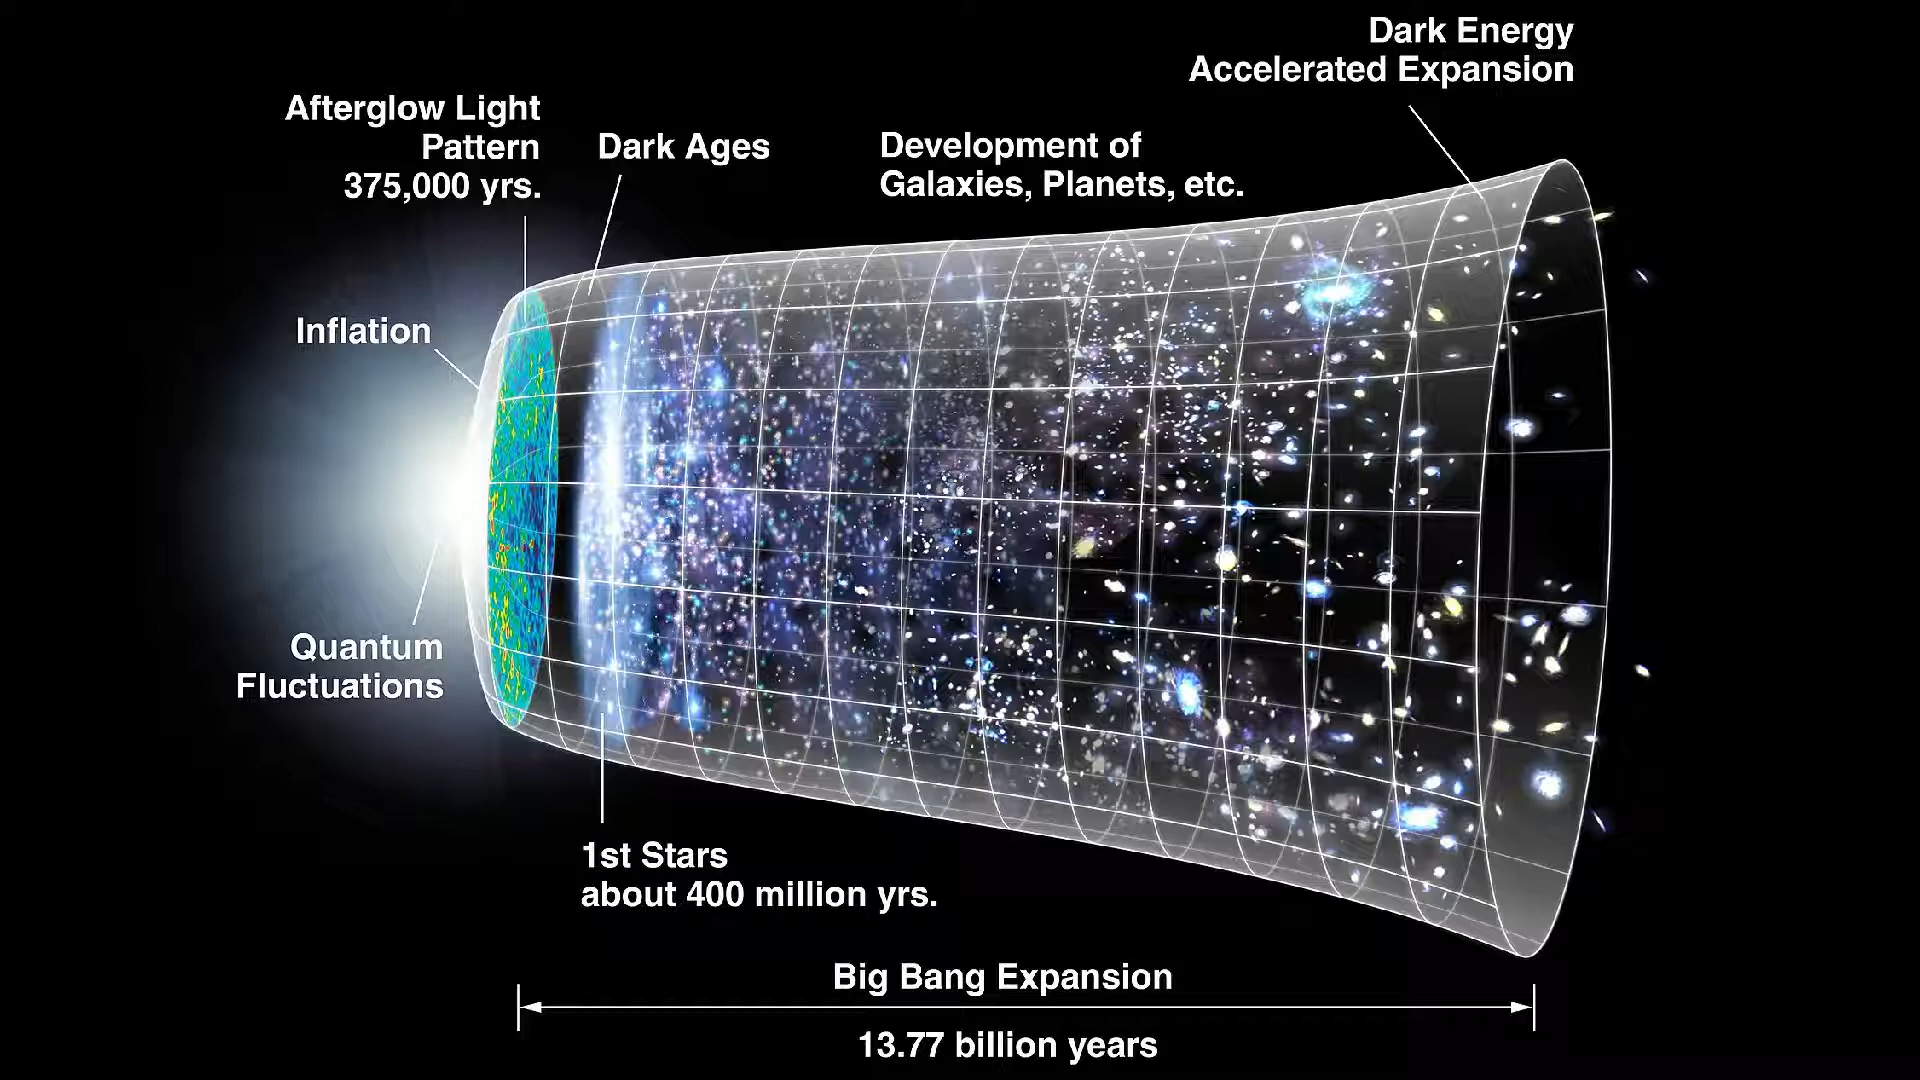 Dark Energy
Accelerated Expansion
Afterglow Light
Pattern
375,000 yrs.
Dark Ages
Development of
Galaxies, Planets, etc.
Inflation
Quantum
Fluctuations
1st Stars
about 400 million yrs.
Big Bang Expansion
13.77 billion years